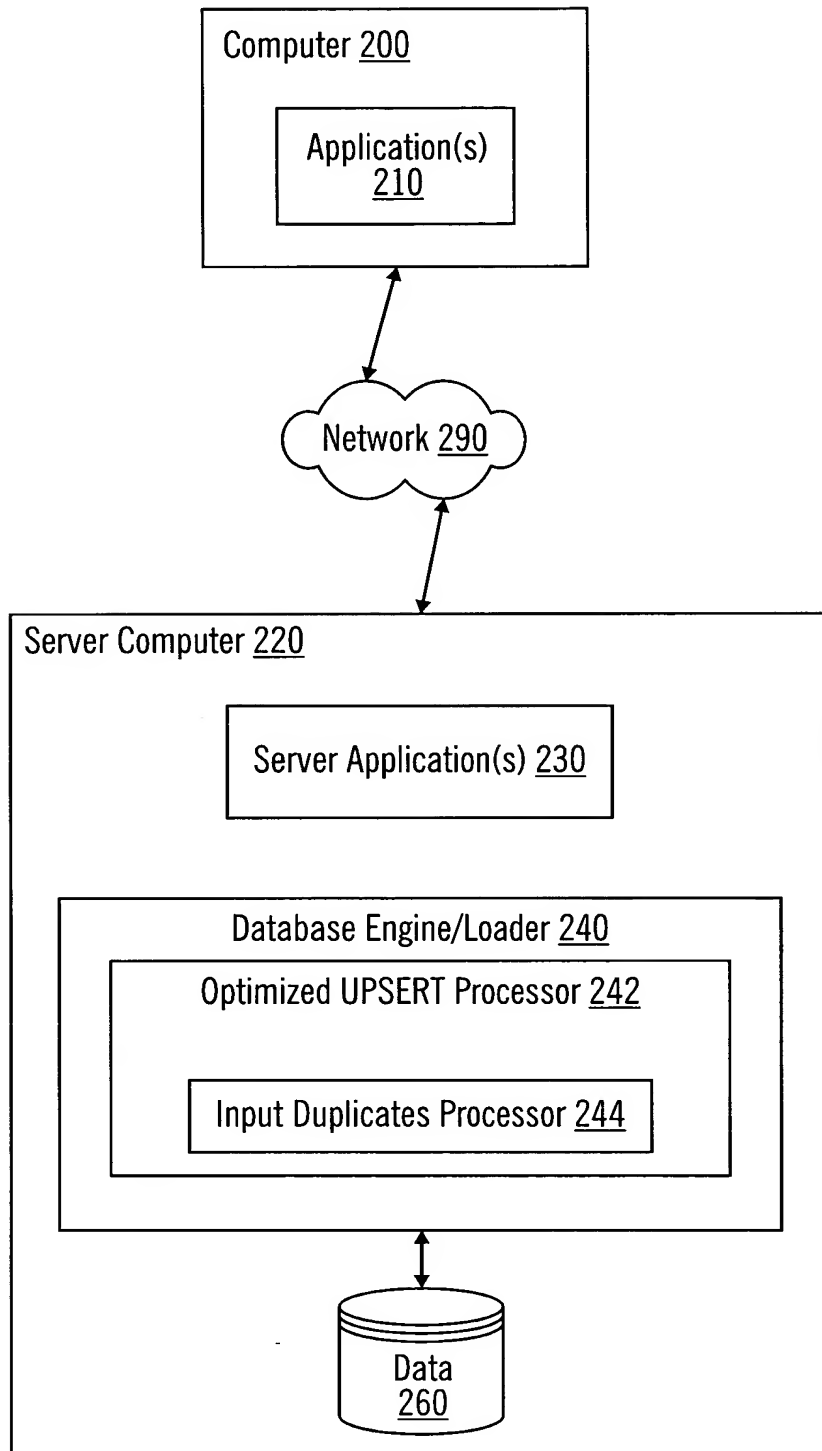 Computer 200
Application(s)
210
Network 290
Server Computer 220
Server Application(s) 230
Database Engine/Loader 240
Optimized UPSERT Processor 242
Input Duplicates Processor 244
Data
260